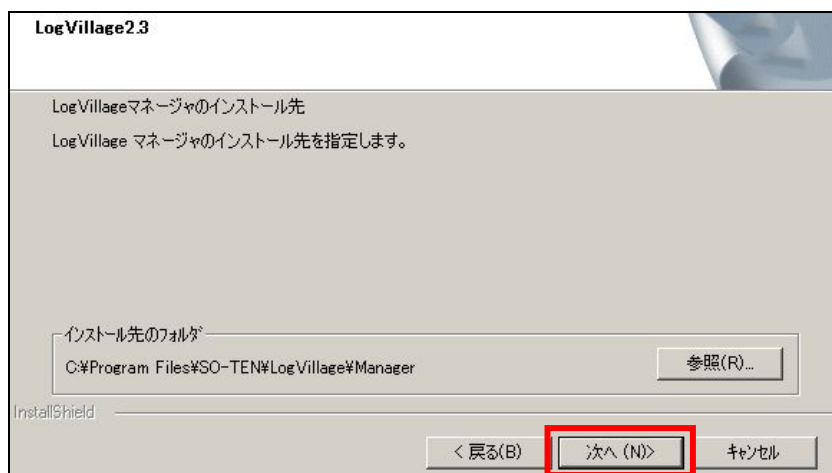 LogVillage2.3
LogVillageマネージャのインストール先
LogVillage マネージャのインストール先を指定します。
インストール先のフォルダ
C:¥Program Files¥SO-TEN¥LogVillage¥Manager
参照(R)...
InstallShield
< 戻る(B)
次へ (N)>
キャンセル